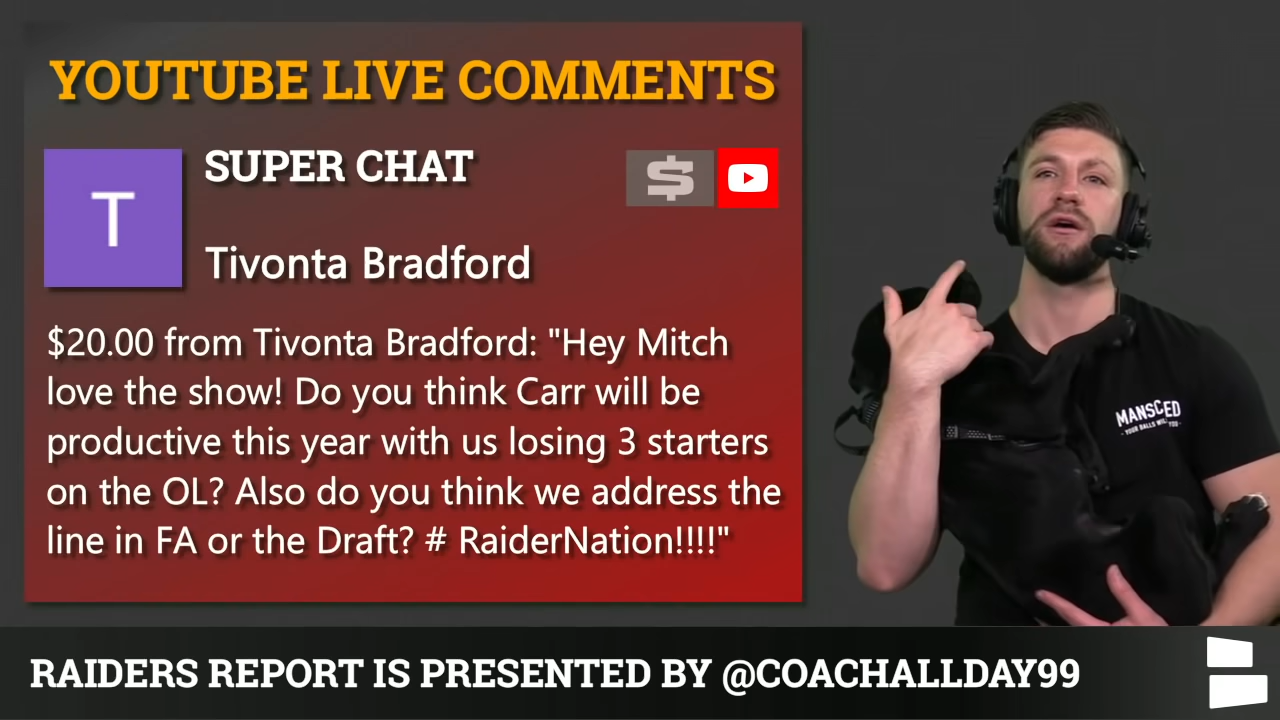 YOUTUBE LIVE COMMENTS
T
SUPER CHAT
$
Tivonta Bradford
$20.00 from Tivonta Bradford: "Hey Mitch
love the show! Do you think Carr will be
productive this year with us losing 3 starters
on the OL? Also do you think we address the
line in FA or the Draft? # RaiderNation!!!!"
MANSCAPED
RAIDERS REPORT IS PRESENTED BY @COACHALLDAY99